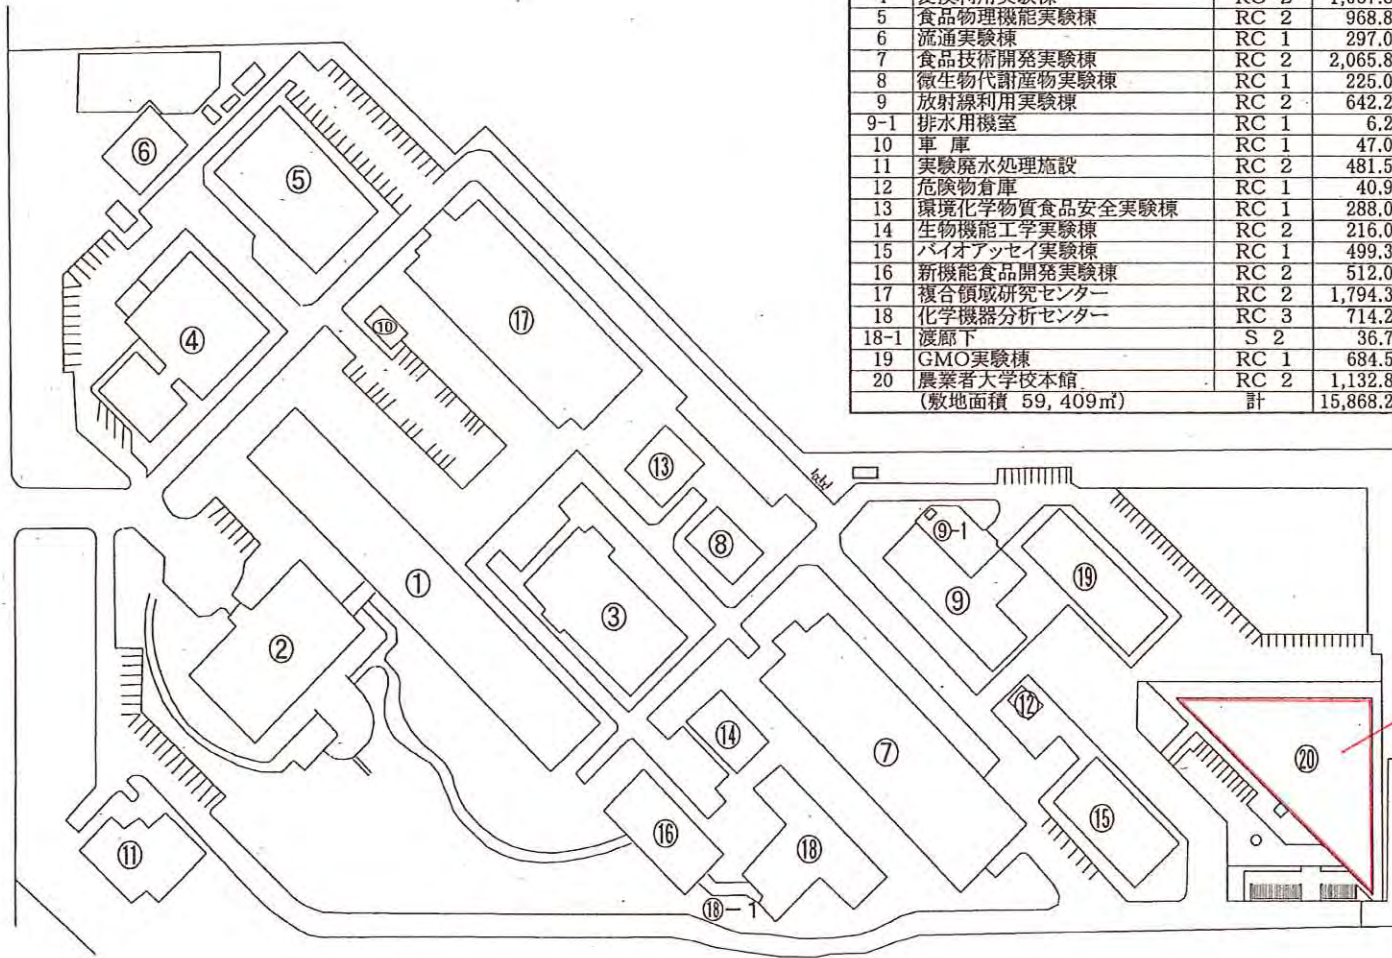 5 食品物理機能実験棟 RC 2 968.8
6 流通実験棟 RC 1 297.0
7 食品技術開発実験棟 RC 2 2,065.8
8 微生物代謝産物実験棟 RC 1 225.0
9 放射線利用実験棟 RC 2 642.2
9-1 排水用機室 RC 1 6.2
10 車 庫 RC 1 47.0
11 実験廃水処理施設 RC 2 481.5
12 危険物倉庫 RC 1 40.9
13 環境化学物質食品安全実験棟 RC 1 288.0
14 生物機能工学実験棟 RC 2 216.0
15 バイオアッセイ実験棟 RC 1 499.3
16 新機能食品開発実験棟 RC 2 512.0
17 複合領域研究センター RC 2 1,794.3
18 化学機器分析センター RC 3 714.2
18-1 渡廊下 S 2 36.7
19 GMO実験棟 RC 1 684.5
20 農業者大学校本館 RC 2 1,132.8
(敷地面積 59,409㎡) 計 15,868.2
⑥
⑤
④
⑩
⑰
⑬
⑧
①
③
②
⑨-1
⑨
⑲
⑫
⑭
⑦
⑳
⑮
⑯
⑱
⑪
⑱-1